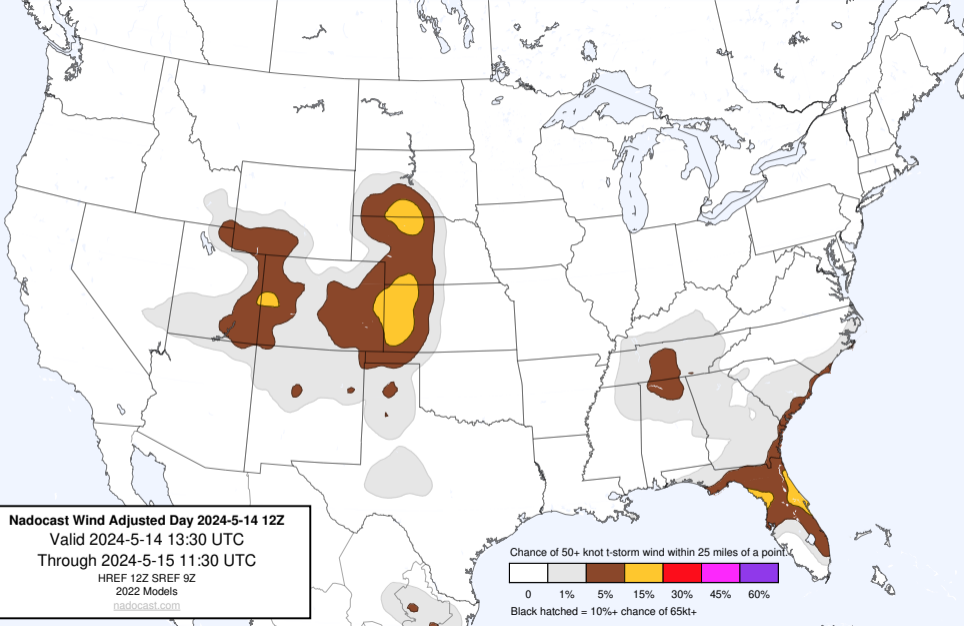 Nadocast Wind Adjusted Day 2024-5-14 12Z
Valid 2024-5-14 13:30 UTC
Through 2024-5-15 11:30 UTC
HREF 12Z SREF 9Z
2022 Models
nadocast.com
Chance of 50+ knot t-storm wind within 25 miles of a point.
0 1% 5% 15% 30% 45% 60%
Black hatched = 10%+ chance of 65kt+